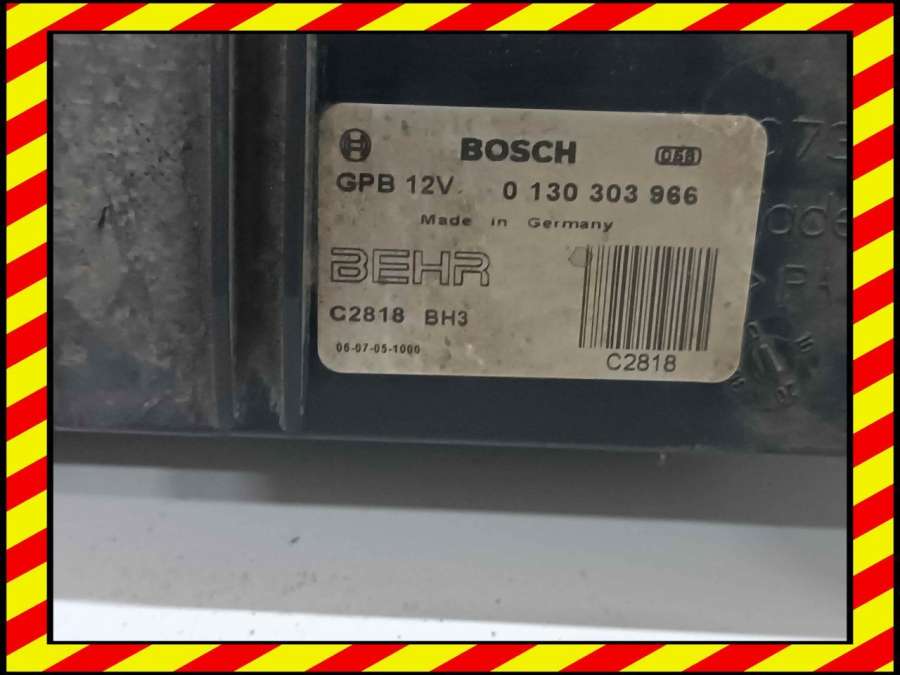 BOSCH
GPB 12V 0 130 303 966
Made in Germany
BEHR
C2818 BH3
06-07-05-1000
C2818